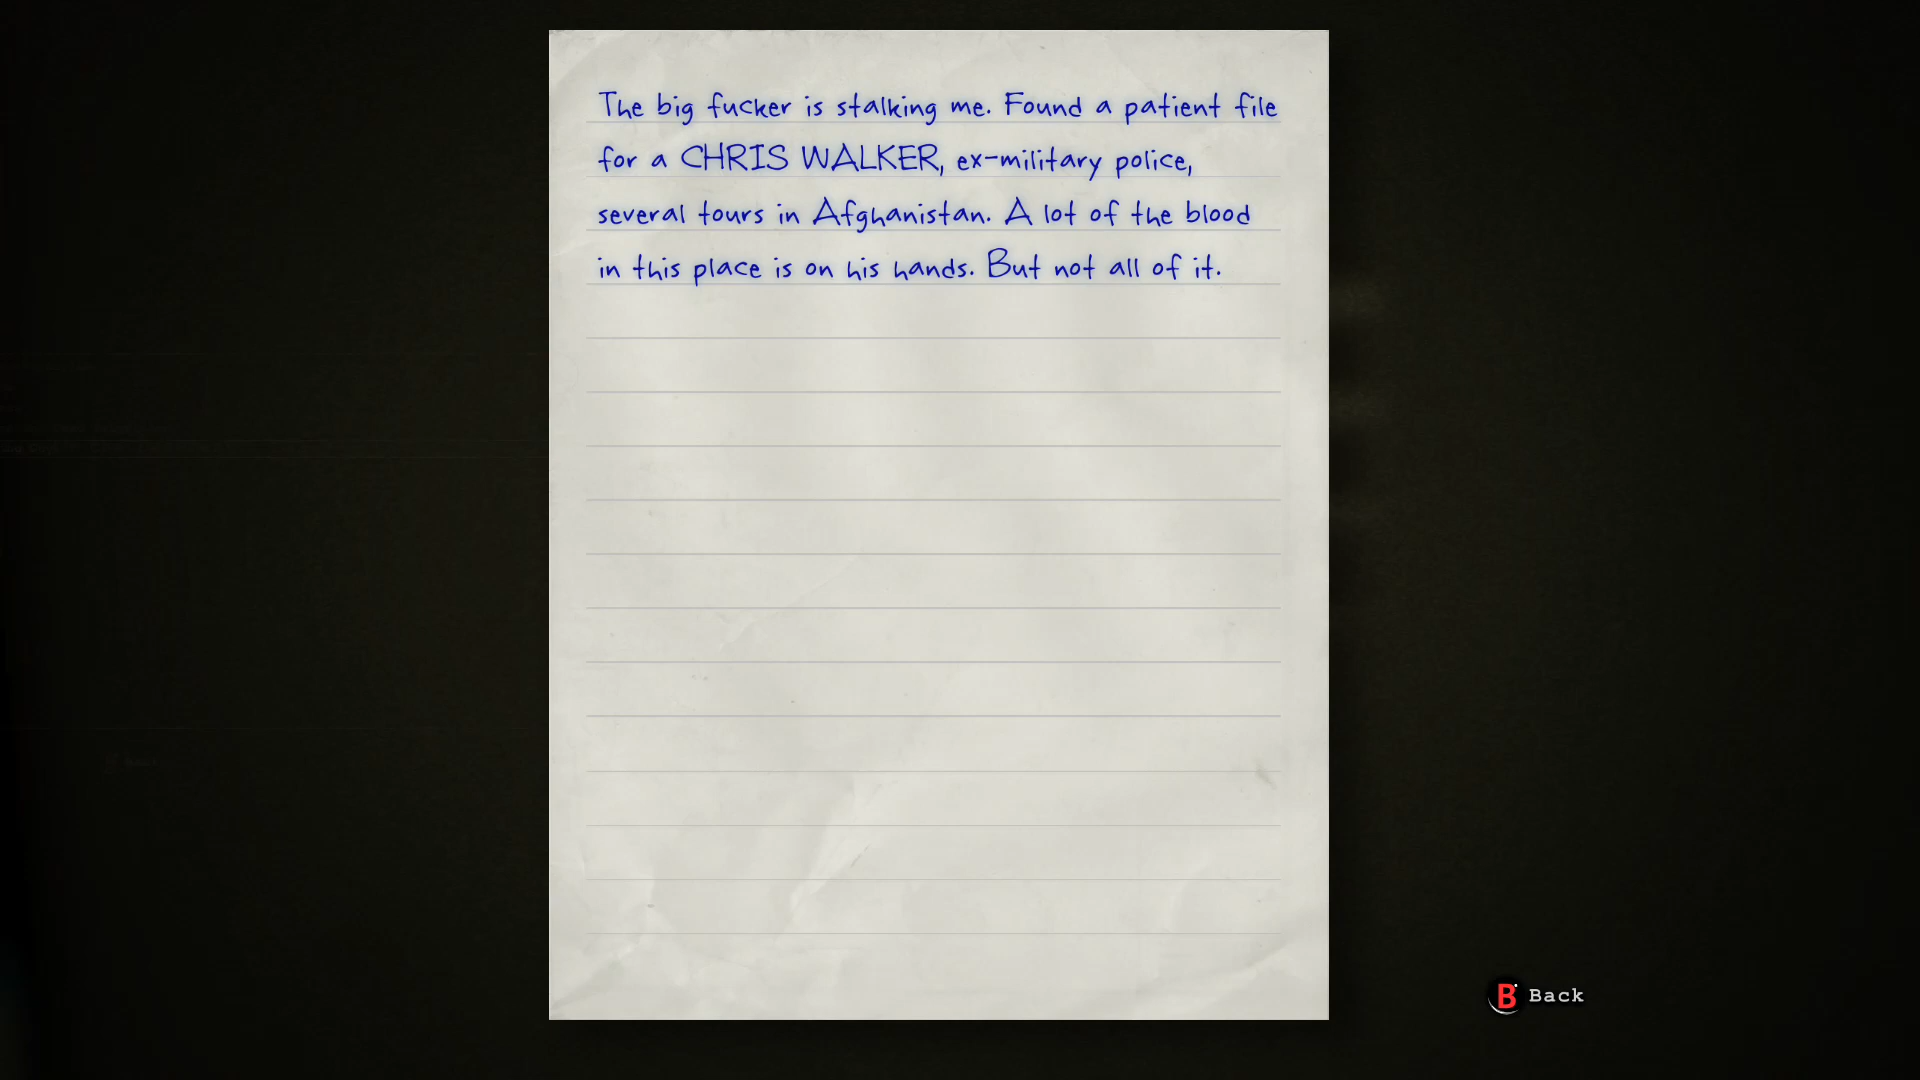 The big fucker is stalking me. Found a patient file
for a CHRIS WALKER, ex-military police,
several tours in Afghanistan. A lot of the blood
in this place is on his hands. But not all of it.
B Back